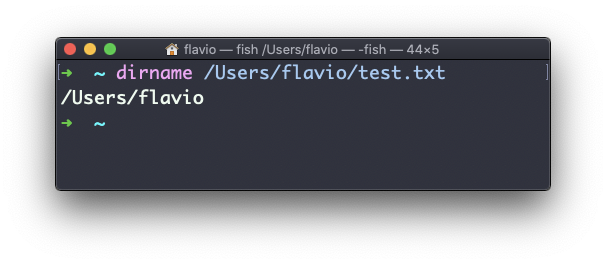 flavio — fish /Users/flavio — -fish — 44×5
➜ ~ dirname /Users/flavio/test.txt
/Users/flavio
➜ ~